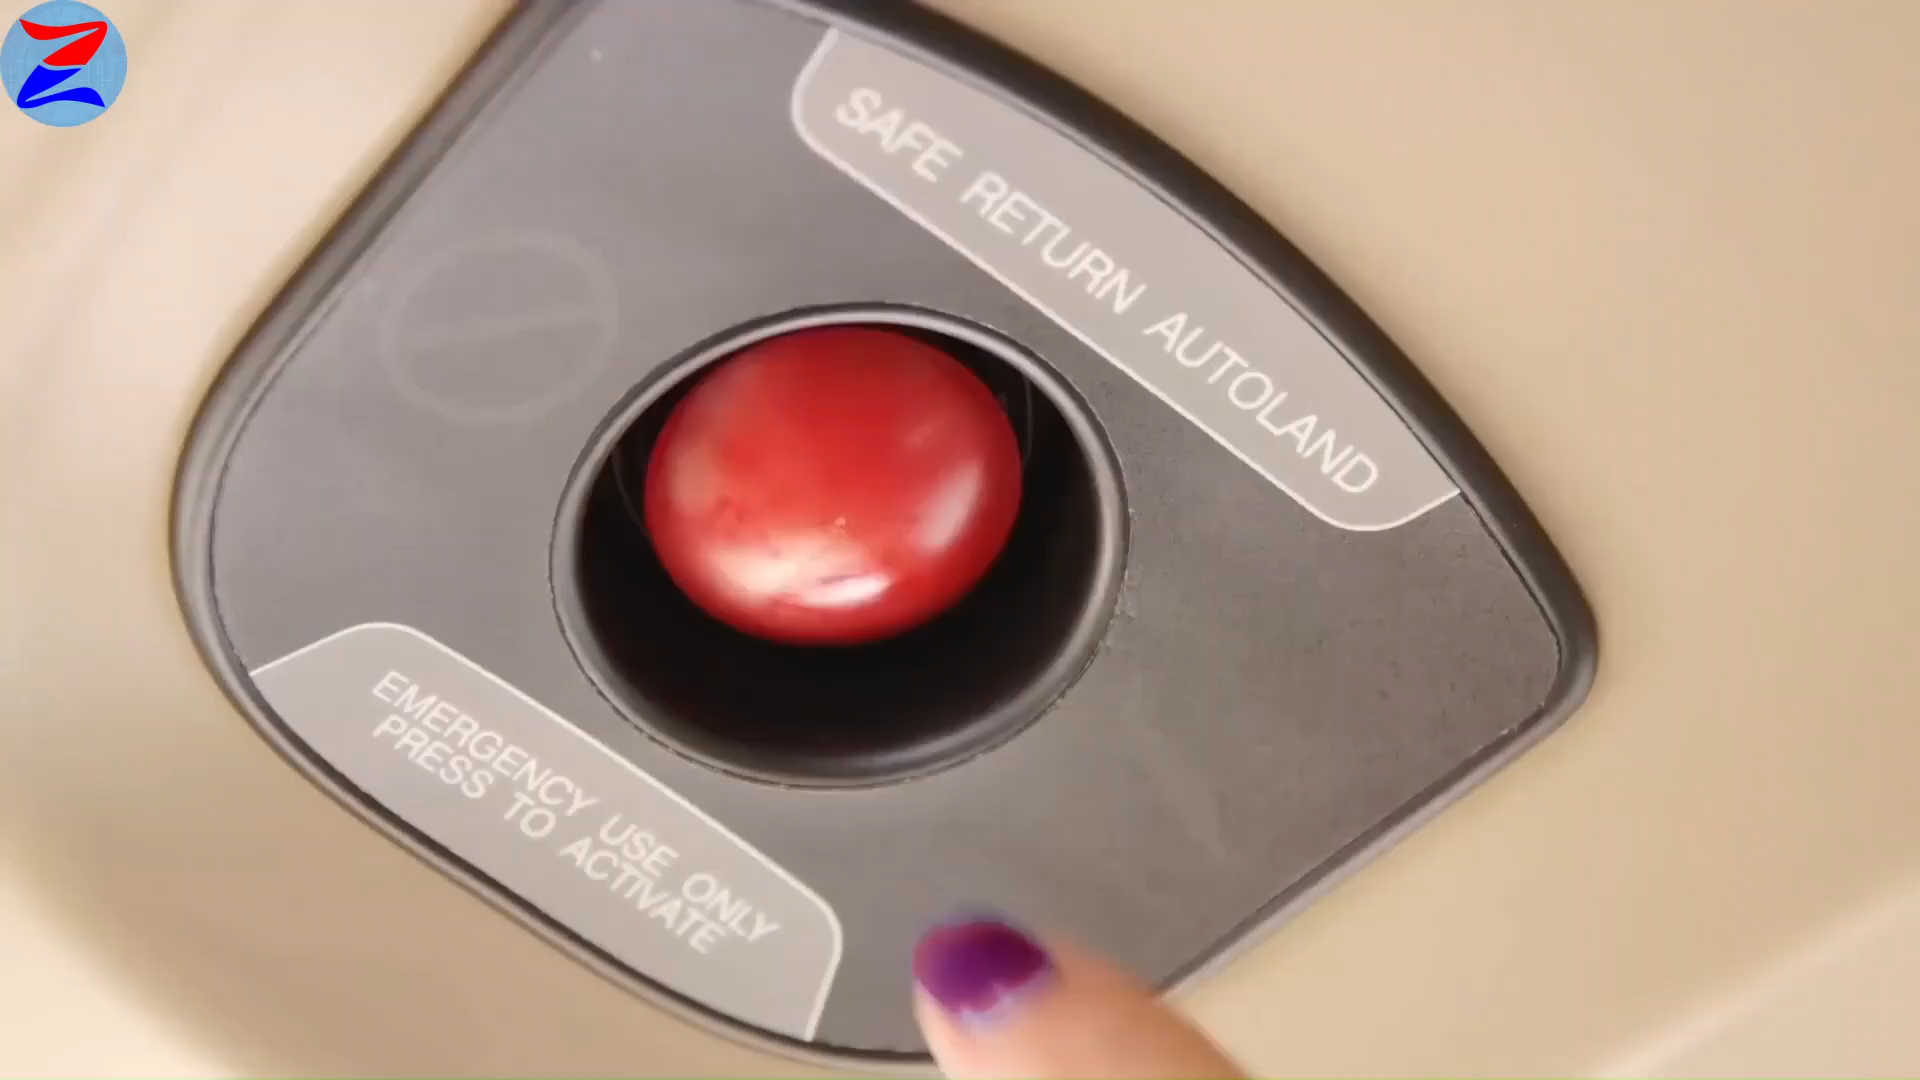 SAFE RETURN AUTOLAND
EMERGENCY USE ONLY
PRESS TO ACTIVATE